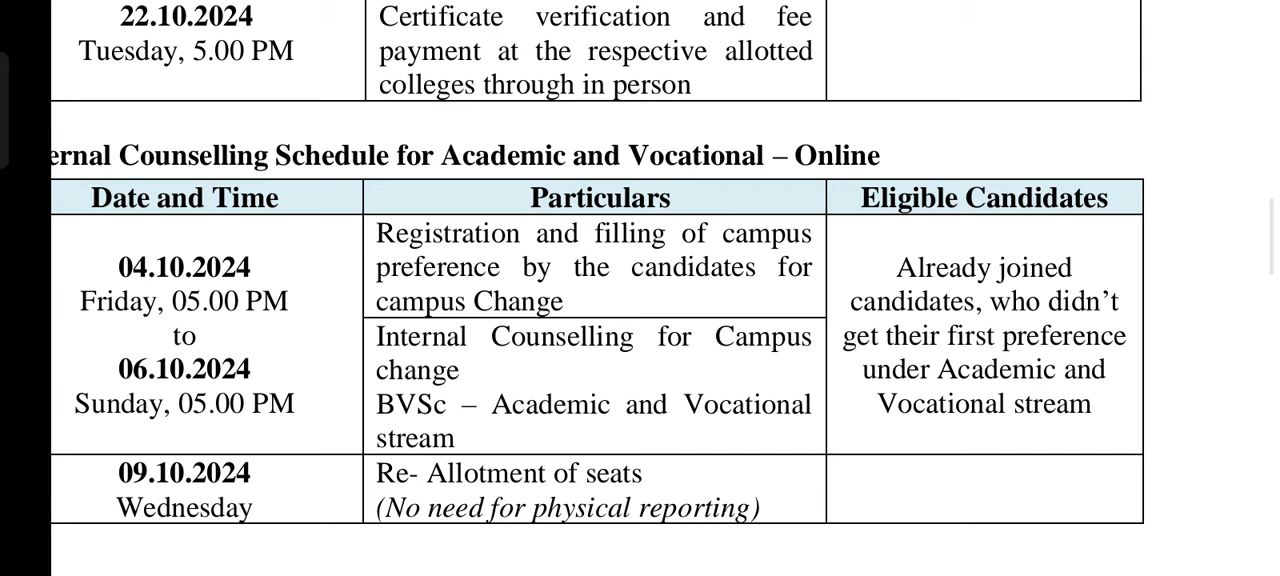 22.10.2024
Tuesday, 5.00 PM
Certificate verification and fee
payment at the respective allotted
colleges through in person
ernal Counselling Schedule for Academic and Vocational – Online
Date and Time
Particulars
Eligible Candidates
04.10.2024
Friday, 05.00 PM
to
06.10.2024
Sunday, 05.00 PM
Registration and filling of campus
preference by the candidates for
campus Change
Internal Counselling for Campus
change
BVSc – Academic and Vocational
stream
Already joined
candidates, who didn’t
get their first preference
under Academic and
Vocational stream
09.10.2024
Wednesday
Re- Allotment of seats
(No need for physical reporting)